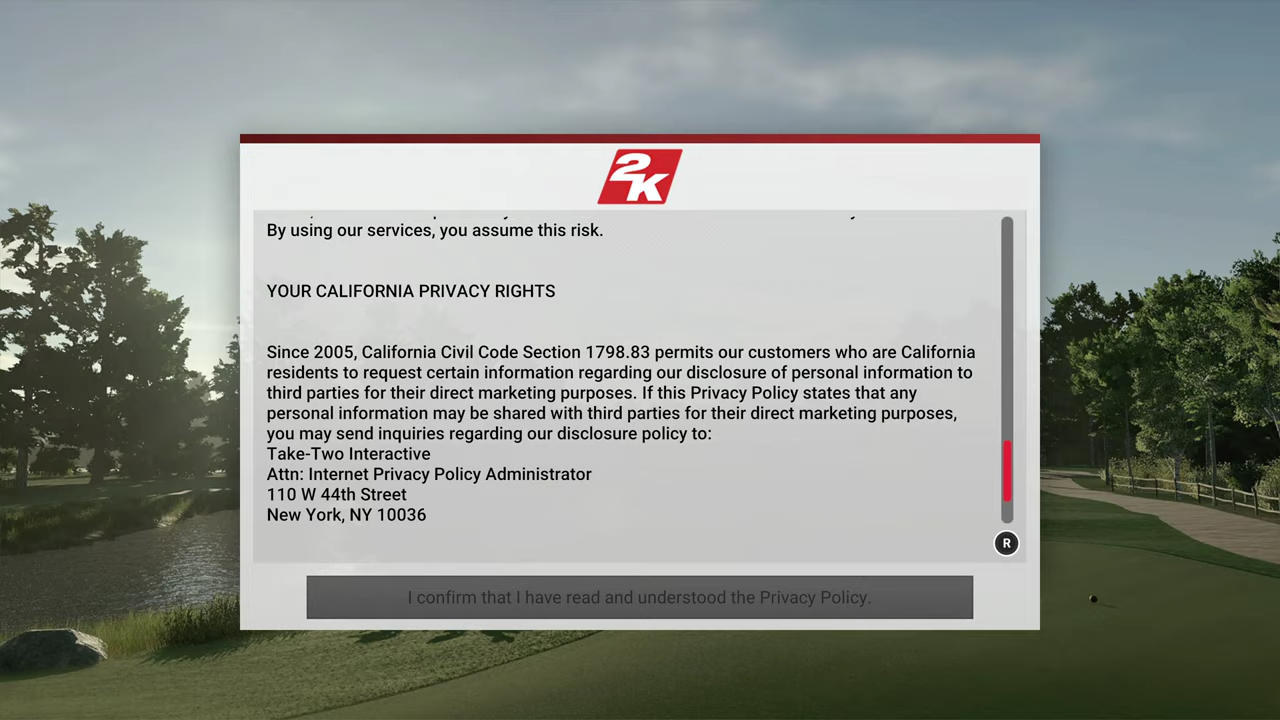 2K
By using our services, you assume this risk.
YOUR CALIFORNIA PRIVACY RIGHTS
Since 2005, California Civil Code Section 1798.83 permits our customers who are California
residents to request certain information regarding our disclosure of personal information to
third parties for their direct marketing purposes. If this Privacy Policy states that any
personal information may be shared with third parties for their direct marketing purposes,
you may send inquiries regarding our disclosure policy to:
Take-Two Interactive
Attn: Internet Privacy Policy Administrator
110 W 44th Street
New York, NY 10036
R
I confirm that I have read and understood the Privacy Policy.